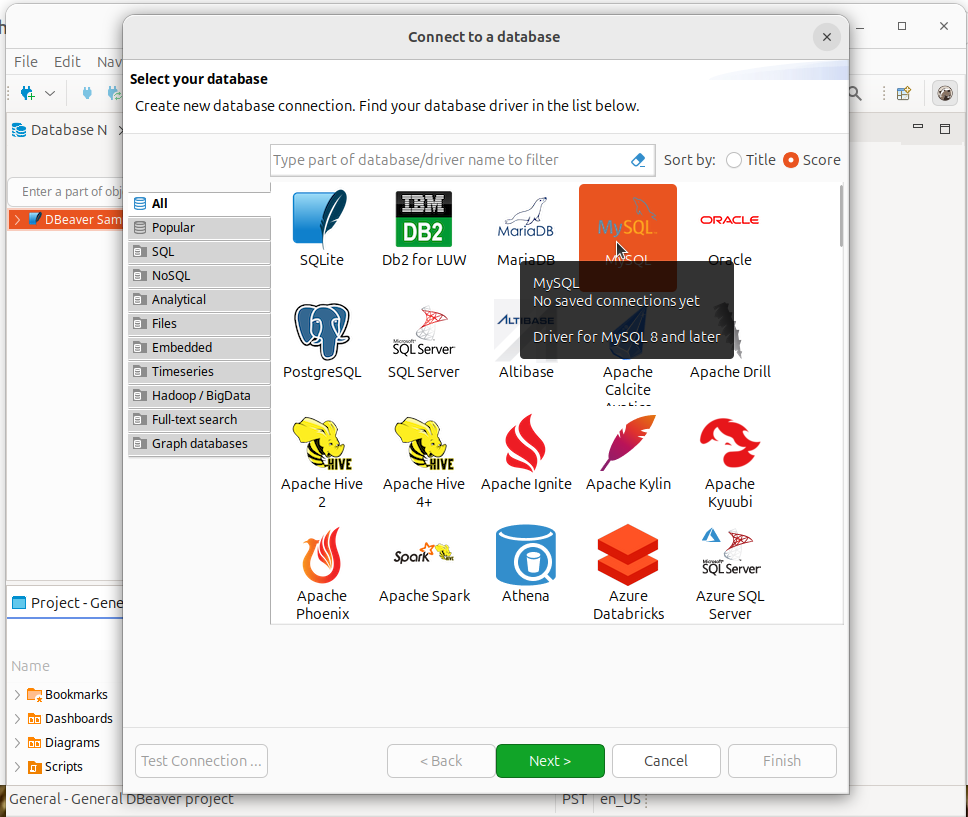 Connect to a database
File Edit Nav
Select your database
Create new database connection. Find your database driver in the list below.
Database N
Enter a part of obj
DBeaver Sam
Type part of database/driver name to filter
Sort by: Title Score
All
Popular
SQL
NoSQL
Analytical
Files
Embedded
Timeseries
Hadoop / BigData
Full-text search
Graph databases
IBM
DB2
MariaDB
MySQL
ORACLE
SQLite
Db2 for LUW
MariaDB
MySQL
Oracle
MySQL
No saved connections yet
Driver for MySQL 8 and later
Microsoft
SQL Server
ALTIBASE
PostgreSQL
SQL Server
Altibase
Apache
Calcite
Avatica
Apache Drill
HIVE
HIVE
Apache Hive
2
Apache Hive
4+
Apache Ignite
Apache Kylin
Apache
Kyuubi
Spark
HIVE
Microsoft
SQL Server
Apache
Phoenix
Apache Spark
Athena
Azure
Databricks
Azure SQL
Server
Project - Gene
Name
Bookmarks
Dashboards
Diagrams
Scripts
Test Connection ...
< Back
Next >
Cancel
Finish
General - General DBeaver project
PST
en_US